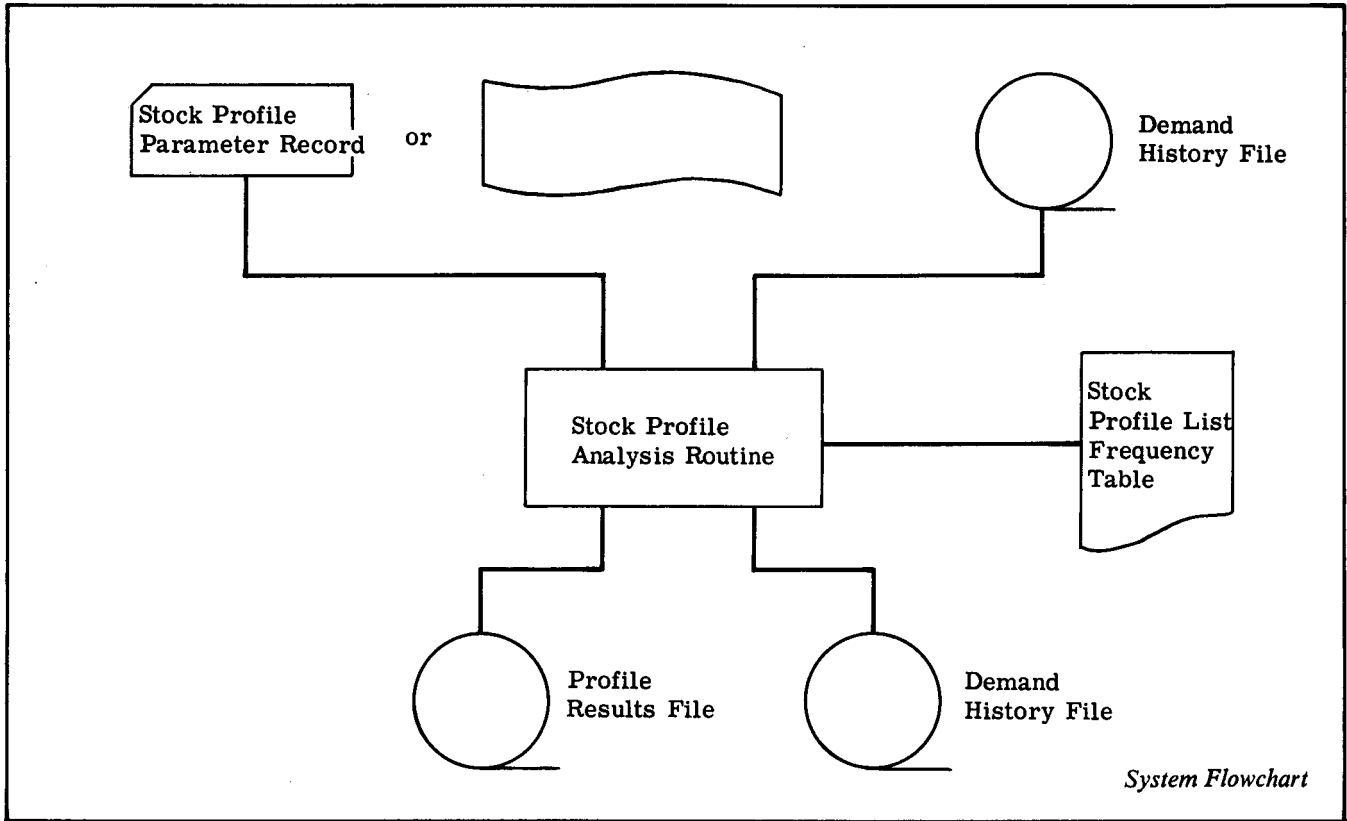 Stock Profile
Parameter Record
or
Demand
History File
Stock Profile
Analysis Routine
Stock
Profile List
Frequency
Table
Profile
Results File
Demand
History File
System Flowchart